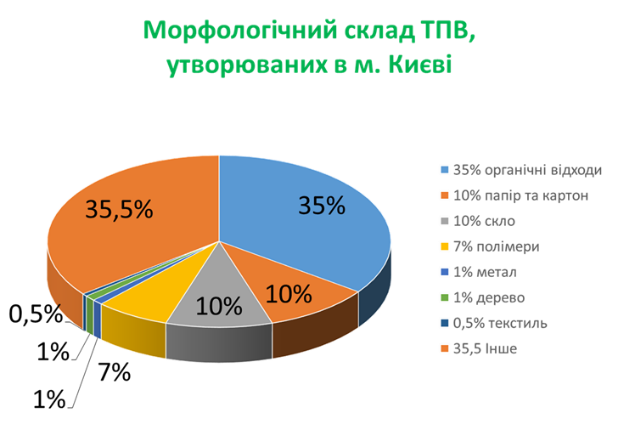 Морфологічний склад ТПВ,
утворюваних в м. Києві
35,5%
35%
10%
10%
0,5%
1%
7%
1%
35% органічні відходи
10% папір та картон
10% скло
7% полімери
1% метал
1% дерево
0,5% текстиль
35,5 Інше